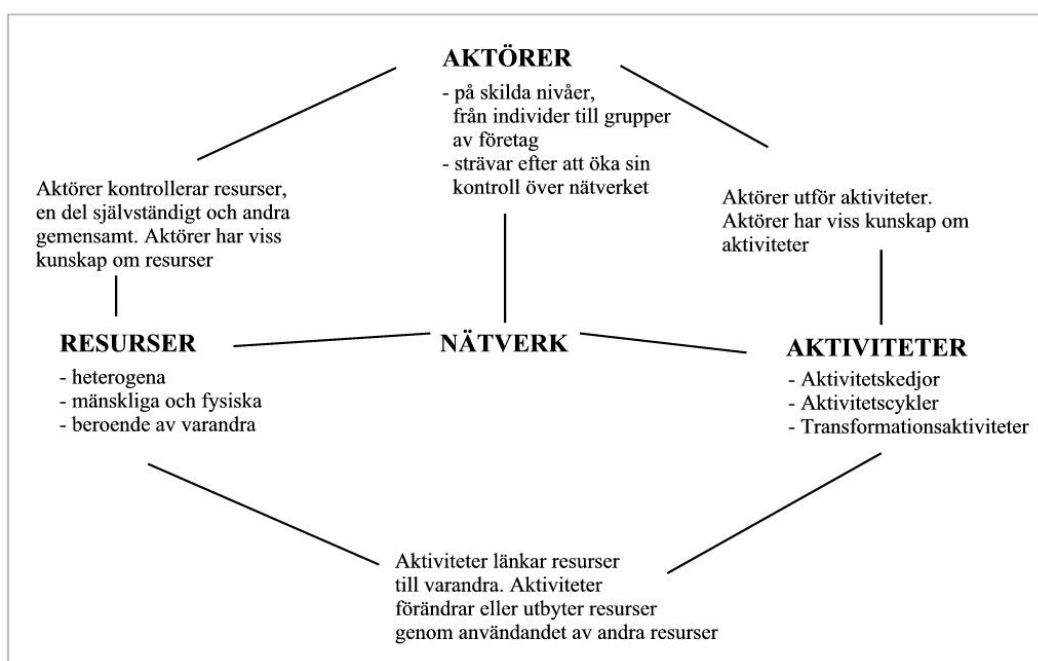 AKTÖRER
- på skilda nivåer,
från individer till grupper
av företag
- strävar efter att öka sin
kontroll över nätverket
Aktörer kontrollerar resurser,
en del självständigt och andra
gemensamt. Aktörer har viss
kunskap om resurser
Aktörer utför aktiviteter.
Aktörer har viss kunskap om
aktiviteter
RESURSER
- heterogena
- mänskliga och fysiska
- beroende av varandra
NÄTVERK
AKTIVITETER
- Aktivitetskedjor
- Aktivitetscykler
- Transformationsaktiviteter
Aktiviteter länkar resurser
till varandra. Aktiviteter
förändrar eller utbyter resurser
genom användandet av andra resurser